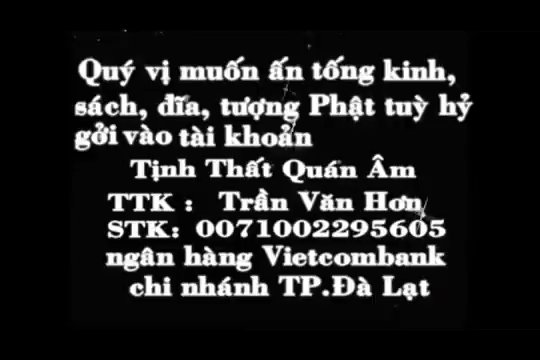 Quý vị muốn ấn tống kinh,
sách, đĩa, tượng Phật tuỳ hỷ
gởi vào tài khoản
Tịnh Thất Quán Âm
TTK : Trần Văn Hơn
STK: 0071002295605
ngân hàng Vietcombank
chi nhánh TP.Đà Lạt